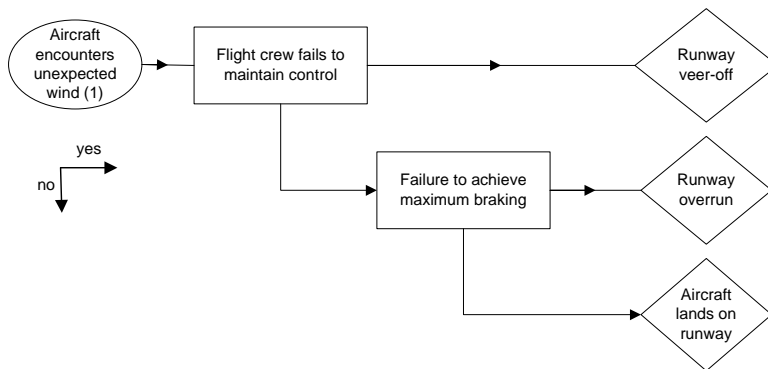 Aircraft
encounters
unexpected
wind (1)
Flight crew fails to
maintain control
Runway
veer-off
yes
no
Failure to achieve
maximum braking
Runway
overrun
Aircraft
lands on
runway